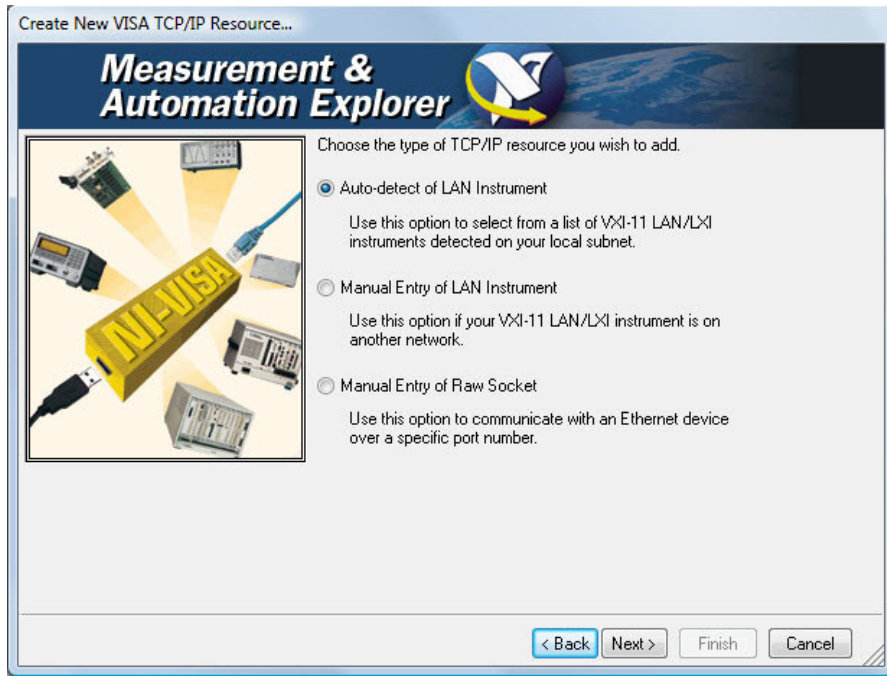 Create New VISA TCP/IP Resource...
Measurement &
Automation Explorer
Choose the type of TCP/IP resource you wish to add.
Auto-detect of LAN Instrument
Use this option to select from a list of VXI-11 LAN/LXI
instruments detected on your local subnet.
Manual Entry of LAN Instrument
Use this option if your VXI-11 LAN/LXI instrument is on
another network.
Manual Entry of Raw Socket
Use this option to communicate with an Ethernet device
over a specific port number.
NI-VISA
< Back
Next >
Finish
Cancel